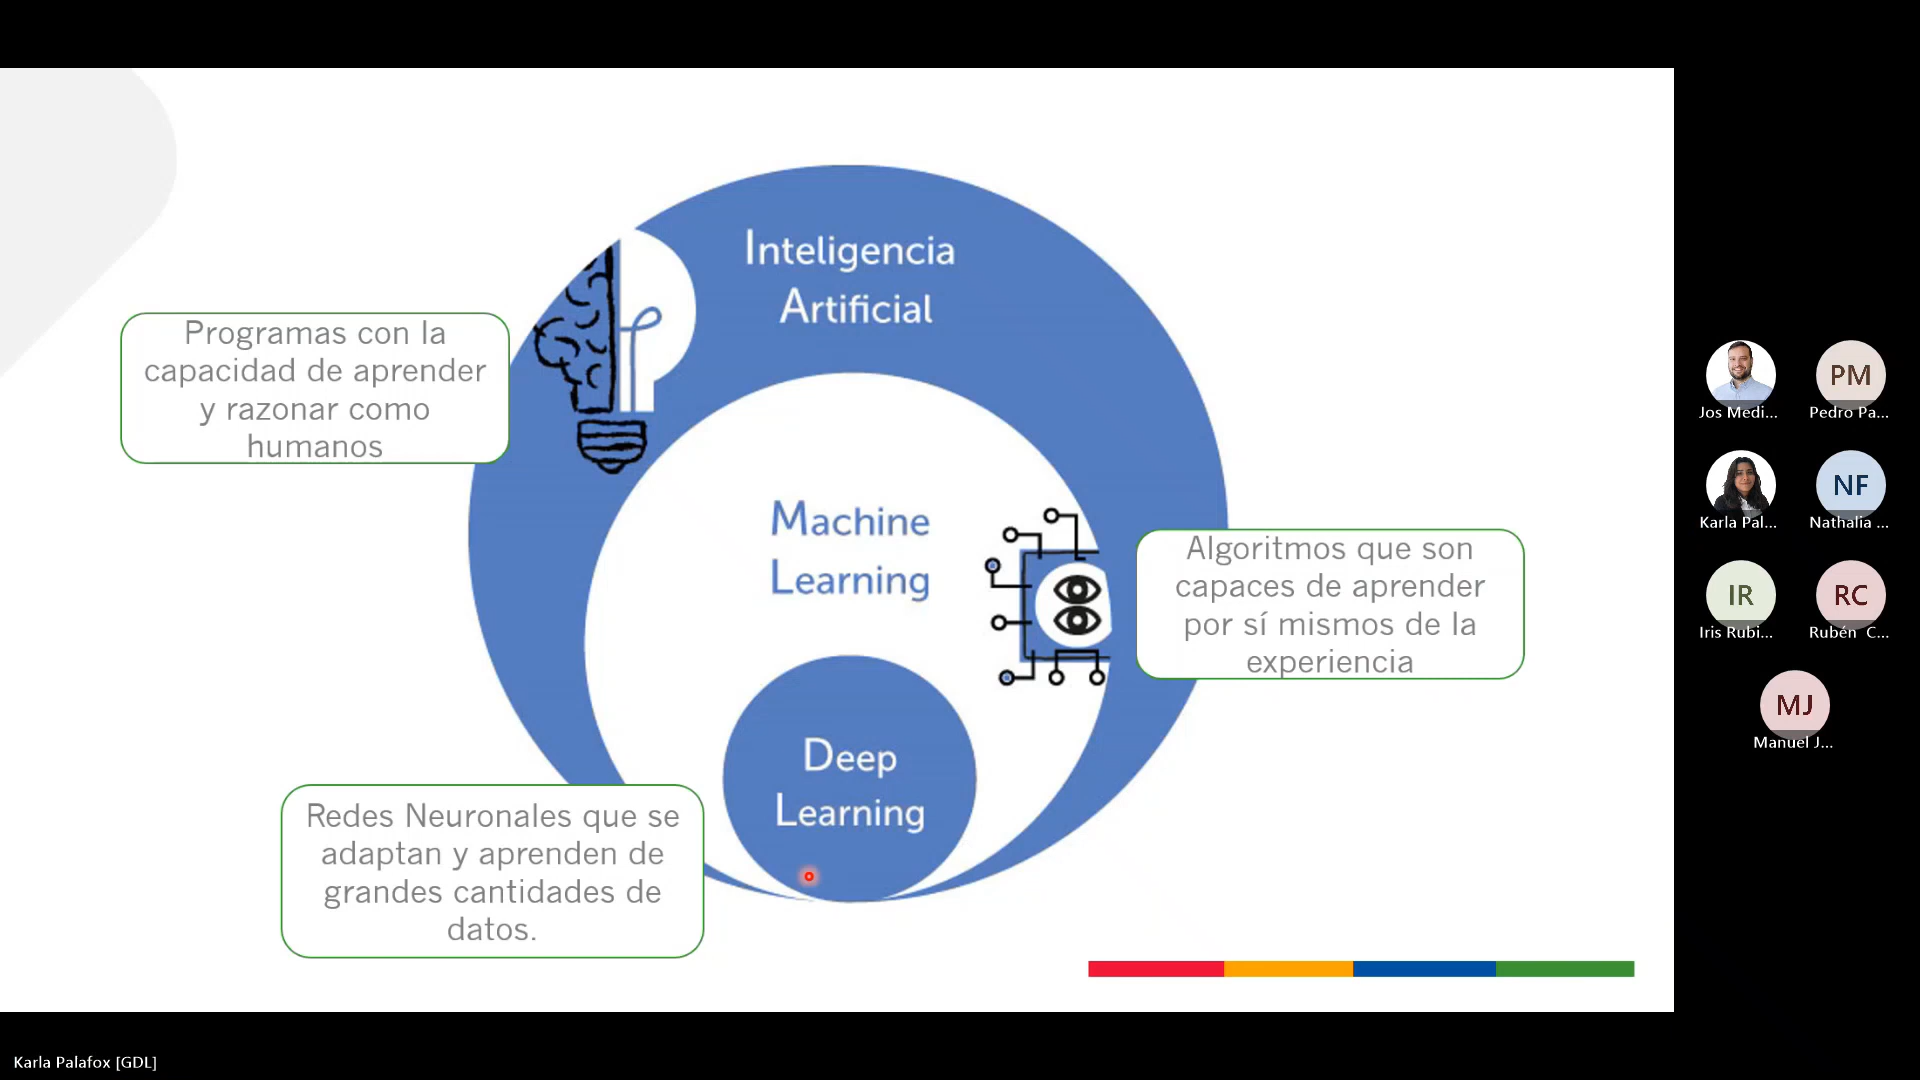 Inteligencia
Artificial
Programas con la
capacidad de aprender
y razonar como
humanos
Machine
Learning
Algoritmos que son
capaces de aprender
por sí mismos de la
experiencia
Deep
Learning
Redes Neuronales que se
adaptan y aprenden de
grandes cantidades de
datos.
Jos Medi...
PM
Pedro Pa...
Karla Pal...
NF
Nathalia ...
IR
Iris Rubi...
RC
Rubén C...
MJ
Manuel J...
Karla Palafox [GDL]